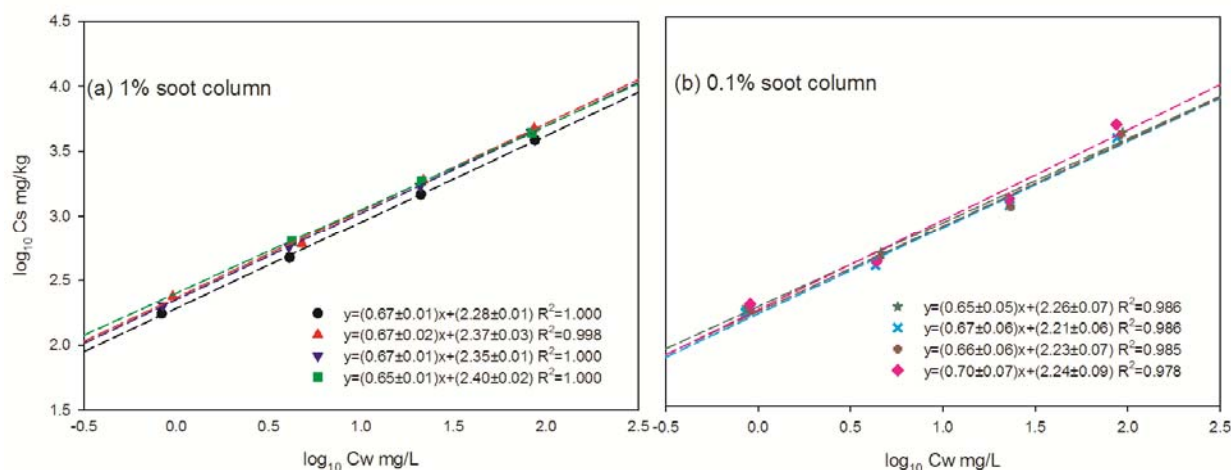 (a) 1% soot column
log₁₀ Cs mg/kg
4.5
4.0
3.5
3.0
2.5
2.0
1.5
y=(0.67±0.01)x+(2.28±0.01) R²=1.000
y=(0.67±0.02)x+(2.37±0.03) R²=0.998
y=(0.67±0.01)x+(2.35±0.01) R²=1.000
y=(0.65±0.01)x+(2.40±0.02) R²=1.000
-0.5 0.0 0.5 1.0 1.5 2.0 2.5
log₁₀ Cw mg/L
(b) 0.1% soot column
y=(0.65±0.05)x+(2.26±0.07) R²=0.986
y=(0.67±0.06)x+(2.21±0.06) R²=0.986
y=(0.66±0.06)x+(2.23±0.07) R²=0.985
y=(0.70±0.07)x+(2.24±0.09) R²=0.978
-0.5 0.0 0.5 1.0 1.5 2.0 2.5
log₁₀ Cw mg/L